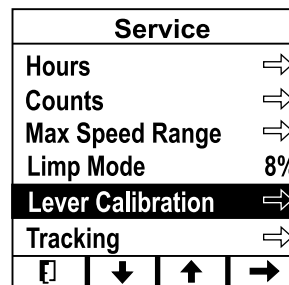 Service
Hours
Counts
Max Speed Range
Limp Mode 8%
Lever Calibration
Tracking